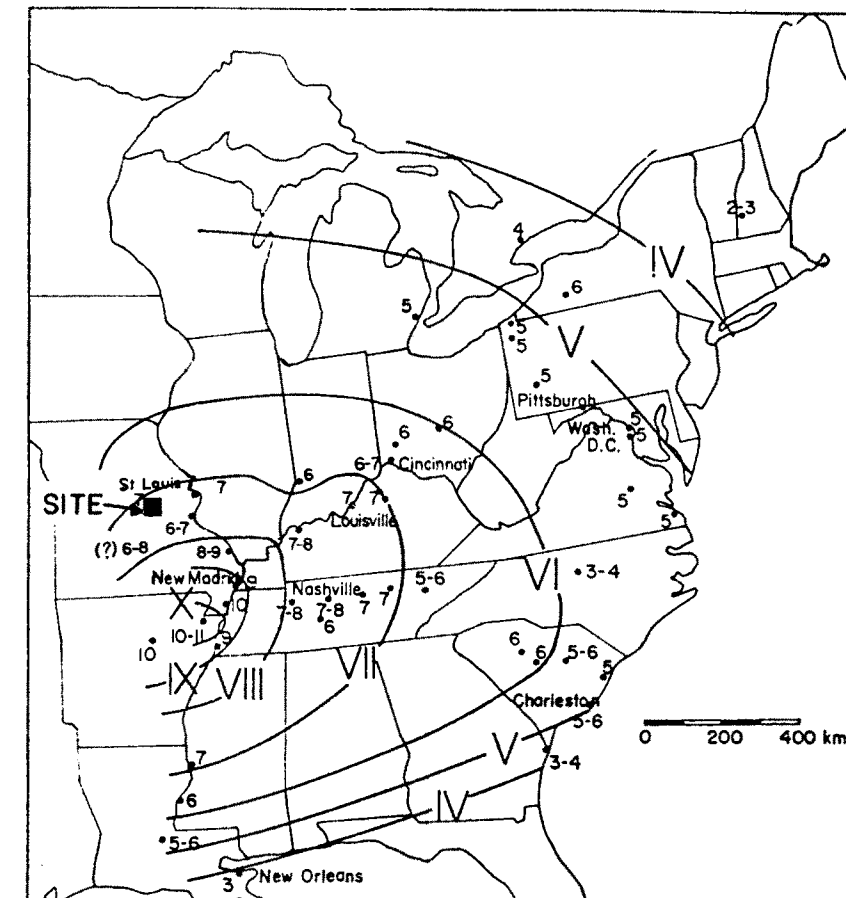 2-3
4
IV
6
5
5
5
V
5
Pittsburgh
5
Wash.
5
D.C.
6
6
6-7
Cincinnati
6
St Louis
7
7
7
SITE
Louisville
5
5
6-7
7-8
(?) 6-8
8-9
New Madrid
5-6
VI
3-4
Nashville
X
10
7-8
7-8
7
7
6
10-11
9
10
6
6
5-6
IX
VIII
VII
5
Charleston
5-6
0
200
400 km
V
3-4
7
6
IV
5-6
3
New Orleans